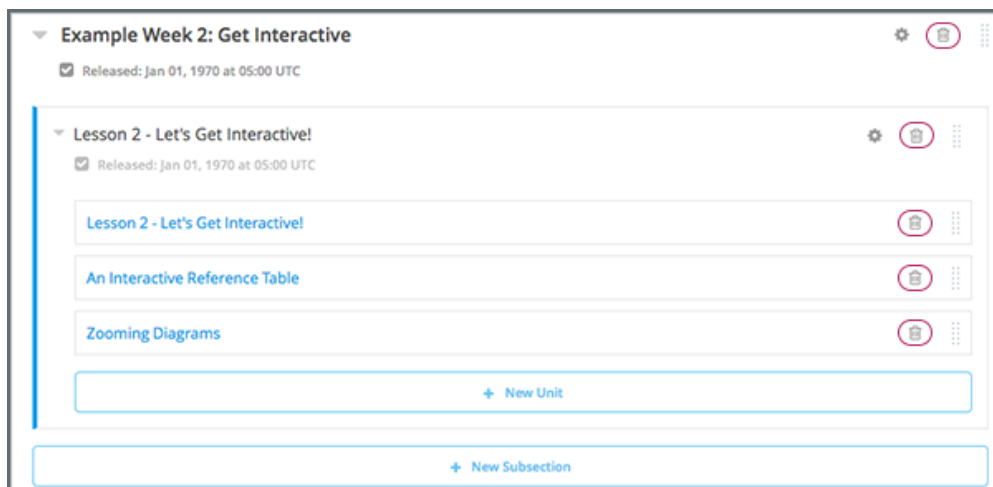 Example Week 2: Get Interactive
Released: Jan 01, 1970 at 05:00 UTC
Lesson 2 - Let's Get Interactive!
Released: Jan 01, 1970 at 05:00 UTC
Lesson 2 - Let's Get Interactive!
An Interactive Reference Table
Zooming Diagrams
+ New Unit
+ New Subsection